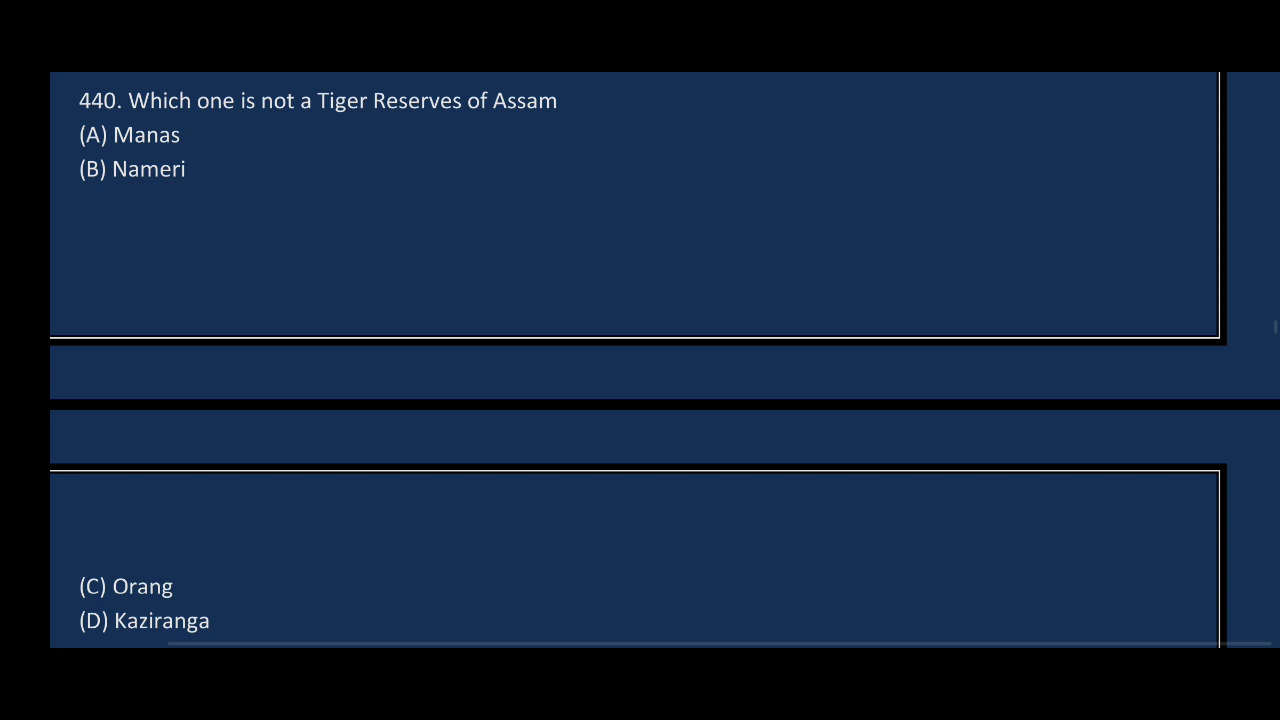 440. Which one is not a Tiger Reserves of Assam
(A) Manas
(B) Nameri
(C) Orang
(D) Kaziranga